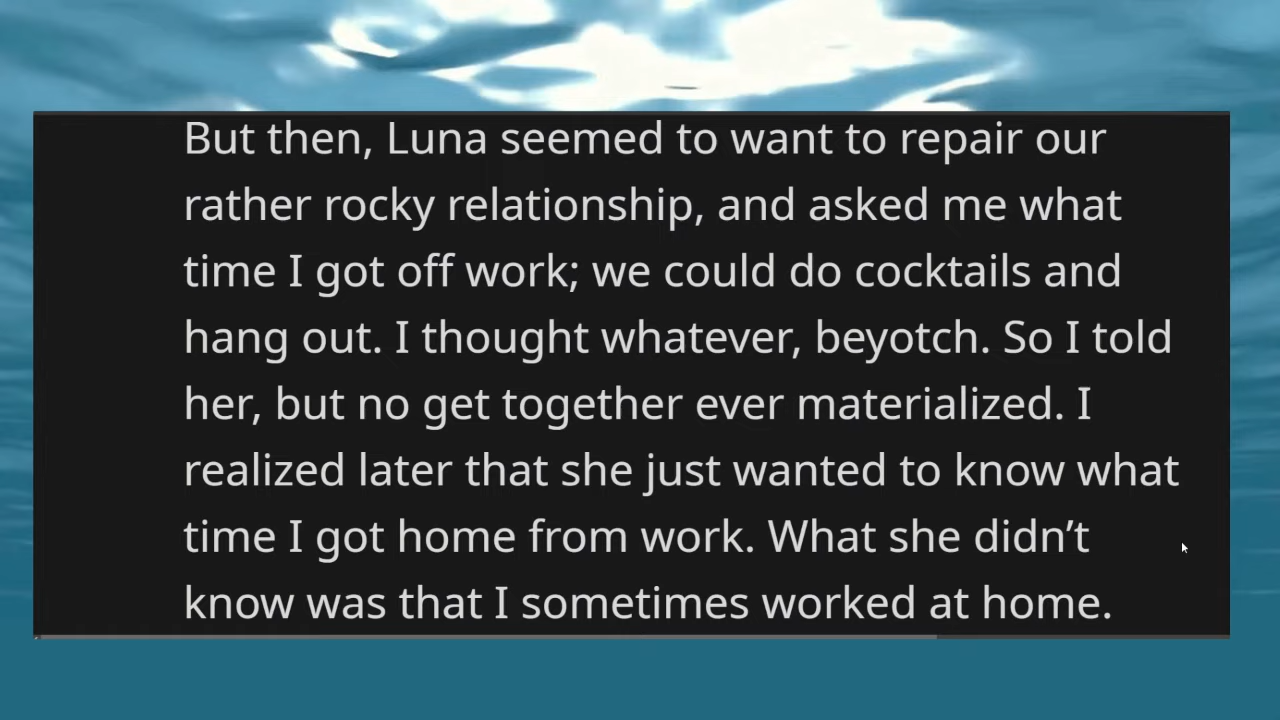 But then, Luna seemed to want to repair our
rather rocky relationship, and asked me what
time I got off work; we could do cocktails and
hang out. I thought whatever, beyotch. So I told
her, but no get together ever materialized. I
realized later that she just wanted to know what
time I got home from work. What she didn’t
know was that I sometimes worked at home.